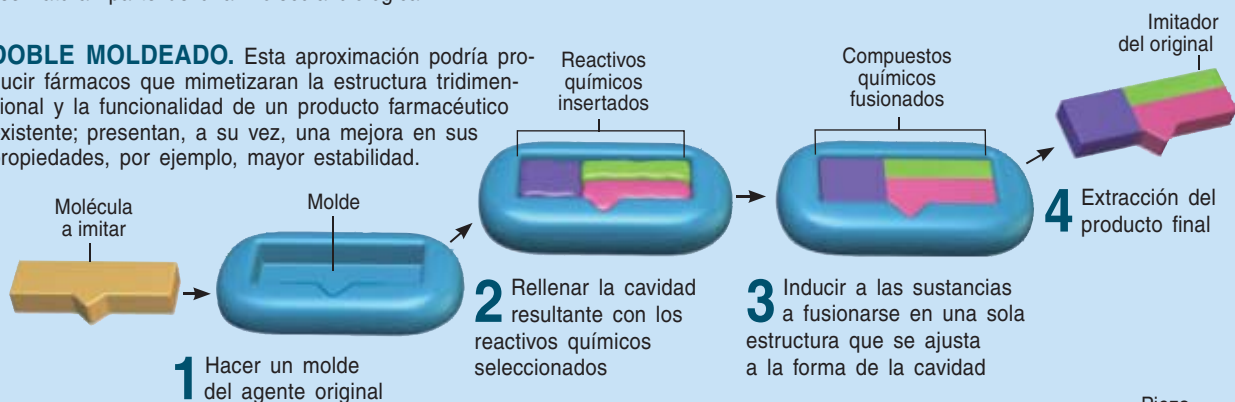 DOBLE MOLDEADO. Esta aproximación podría pro-
ucir fármacos que mimetizaran la estructura tridimen-
ional y la funcionalidad de un producto farmacéutico
xistente; presentan, a su vez, una mejora en sus
ropiedades, por ejemplo, mayor estabilidad.
Molécula
a imitar
Molde
1 Hacer un molde
del agente original
Reactivos
químicos
insertados
2 Rellenar la cavidad
resultante con los
reactivos químicos
seleccionados
Compuestos
químicos
fusionados
3 Inducir a las sustancias
a fusionarse en una sola
estructura que se ajusta
a la forma de la cavidad
Imitador
del original
4 Extracción del
producto final